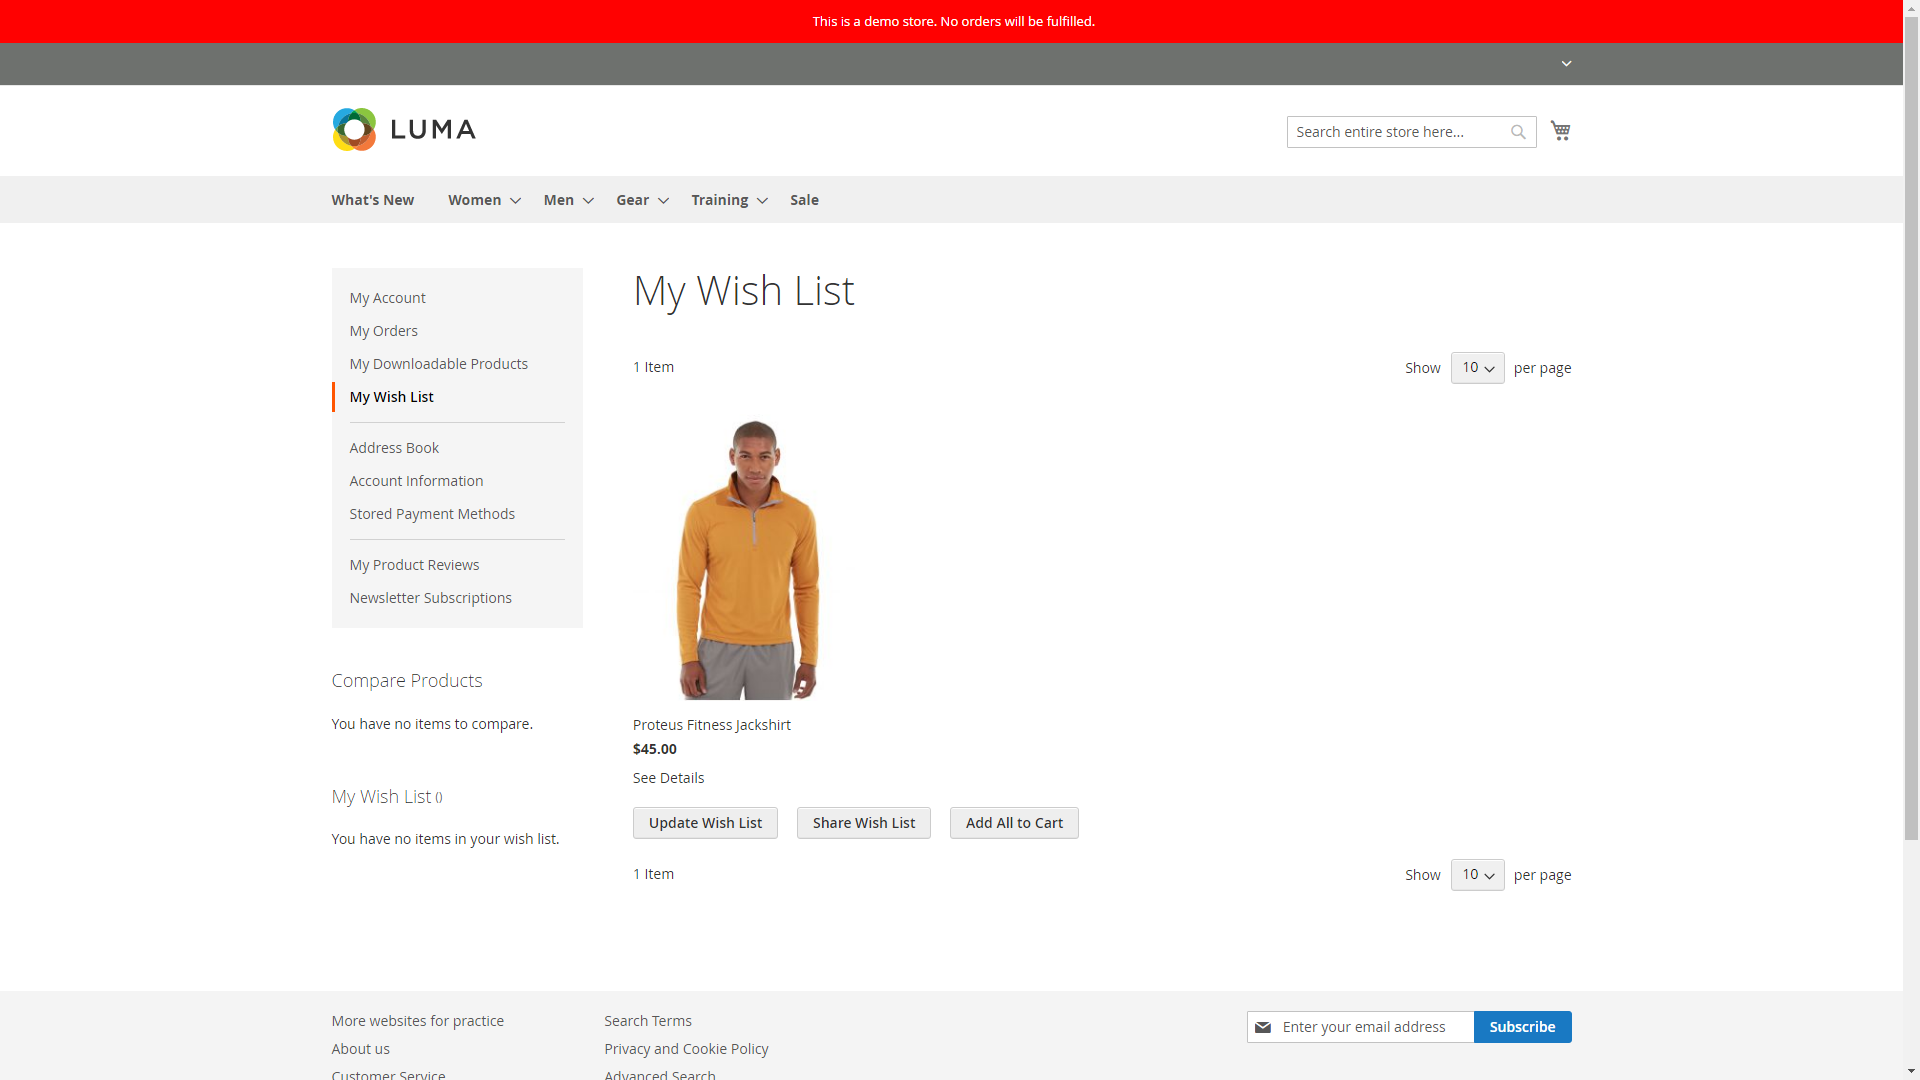 This is a demo store. No orders will be fulfilled.
LUMA
Search entire store here...
What's New
Women
Men
Gear
Training
Sale
My Account
My Orders
My Downloadable Products
My Wish List
Address Book
Account Information
Stored Payment Methods
My Product Reviews
Newsletter Subscriptions
Compare Products
You have no items to compare.
My Wish List ()
You have no items in your wish list.
My Wish List
1 Item
Show 10 per page
Proteus Fitness Jackshirt
$45.00
See Details
Update Wish List
Share Wish List
Add All to Cart
1 Item
Show 10 per page
More websites for practice
About us
Customer Service
Search Terms
Privacy and Cookie Policy
Advanced Search
Enter your email address
Subscribe